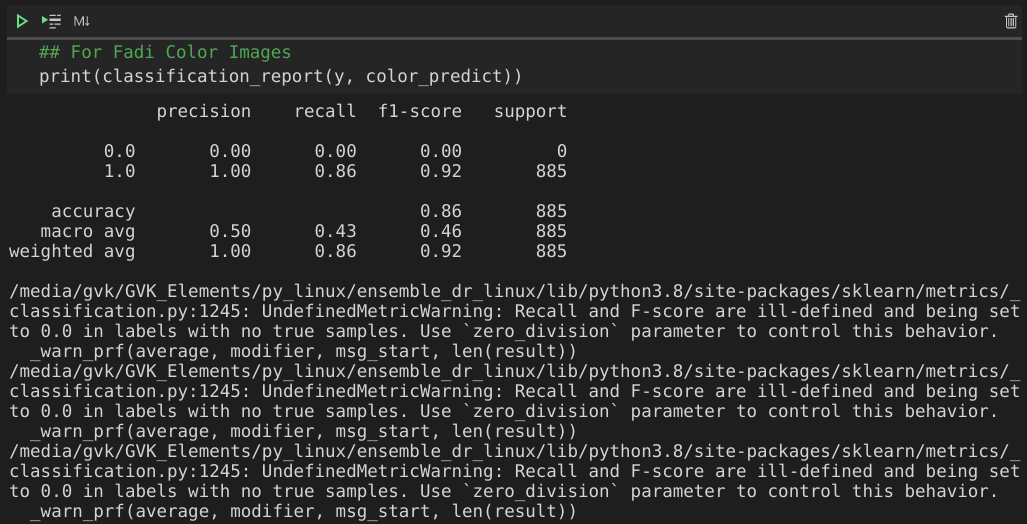 M↓
## For Fadi Color Images
print(classification_report(y, color_predict))
precision recall f1-score support
0.0 0.00 0.00 0.00 0
1.0 1.00 0.86 0.92 885
accuracy 0.86 885
macro avg 0.50 0.43 0.46 885
weighted avg 1.00 0.86 0.92 885
/media/gvk/GVK_Elements/py_linux/ensemble_dr_linux/lib/python3.8/site-packages/sklearn/metrics/_
classification.py:1245: UndefinedMetricWarning: Recall and F-score are ill-defined and being set
to 0.0 in labels with no true samples. Use `zero_division` parameter to control this behavior.
_warn_prf(average, modifier, msg_start, len(result))
/media/gvk/GVK_Elements/py_linux/ensemble_dr_linux/lib/python3.8/site-packages/sklearn/metrics/_
classification.py:1245: UndefinedMetricWarning: Recall and F-score are ill-defined and being set
to 0.0 in labels with no true samples. Use `zero_division` parameter to control this behavior.
_warn_prf(average, modifier, msg_start, len(result))
/media/gvk/GVK_Elements/py_linux/ensemble_dr_linux/lib/python3.8/site-packages/sklearn/metrics/_
classification.py:1245: UndefinedMetricWarning: Recall and F-score are ill-defined and being set
to 0.0 in labels with no true samples. Use `zero_division` parameter to control this behavior.
_warn_prf(average, modifier, msg_start, len(result))